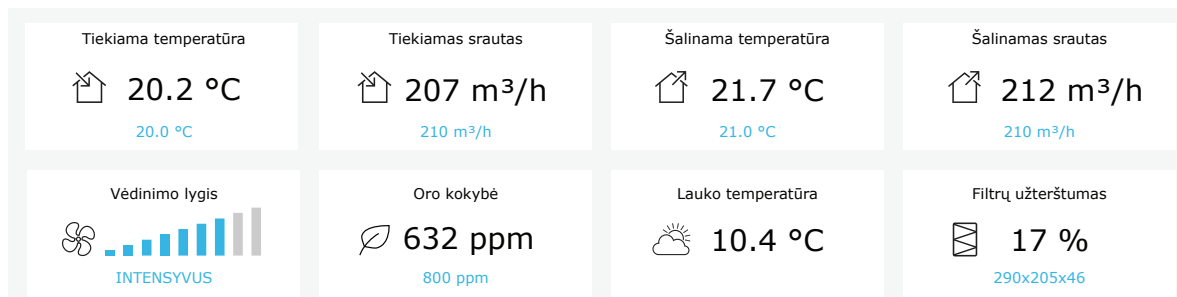 Tiekiama temperatūra
20.2 °C
20.0 °C
Tiekiamas srautas
207 m³/h
210 m³/h
Šalinama temperatūra
21.7 °C
21.0 °C
Šalinamas srautas
212 m³/h
210 m³/h
Vėdinimo lygis
INTENSYVUS
Oro kokybė
632 ppm
800 ppm
Lauko temperatūra
10.4 °C
Filtrų užterštumas
17 %
290x205x46